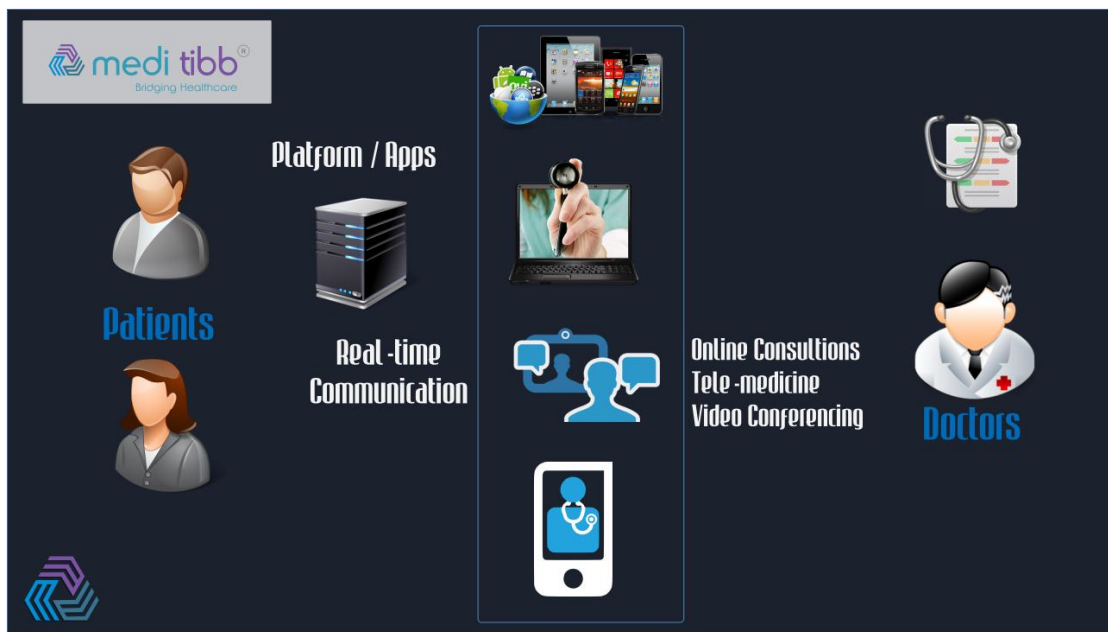 medi tibb®
Bridging Healthcare
Platform / Apps
Patients
Real-time
Communication
Online Consultions
Tele-medicine
Video Conferencing
Doctors